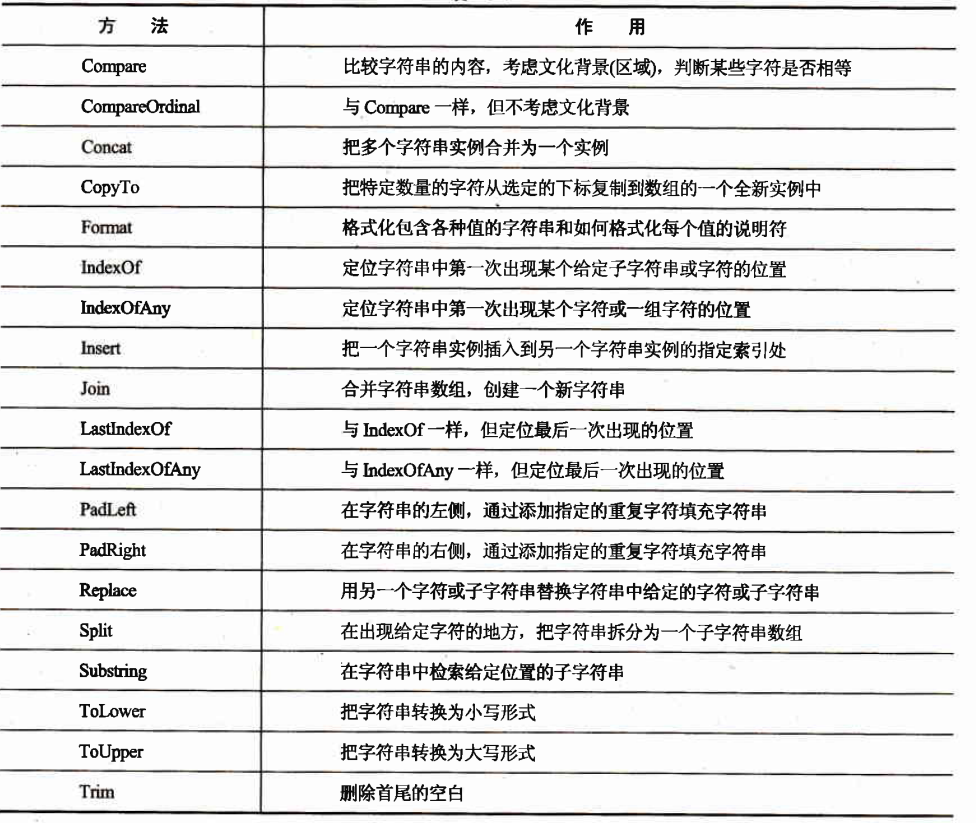 方 法 作 用
Compare 比较字符串的内容，考虑文化背景(区域)，判断某些字符是否相等
CompareOrdinal 与 Compare 一样，但不考虑文化背景
Concat 把多个字符串实例合并为一个实例
CopyTo 把特定数量的字符从选定的下标复制到数组的一个全新实例中
Format 格式化包含各种值的字符串和如何格式化每个值的说明符
IndexOf 定位字符串中第一次出现某个给定子字符串或字符的位置
IndexOfAny 定位字符串中第一次出现某个字符或一组字符的位置
Insert 把一个字符串实例插入到另一个字符串实例的指定索引处
Join 合并字符串数组，创建一个新字符串
LastIndexOf 与 IndexOf 一样，但定位最后一次出现的位置
LastIndexOfAny 与 IndexOfAny 一样，但定位最后一次出现的位置
PadLeft 在字符串的左侧，通过添加指定的重复字符填充字符串
PadRight 在字符串的右侧，通过添加指定的重复字符填充字符串
Replace 用另一个字符或子字符串替换字符串中给定的字符或子字符串
Split 在出现给定字符的地方，把字符串拆分为一个子字符串数组
Substring 在字符串中检索给定位置的子字符串
ToLower 把字符串转换为小写形式
ToUpper 把字符串转换为大写形式
Trim 删除首尾的空白